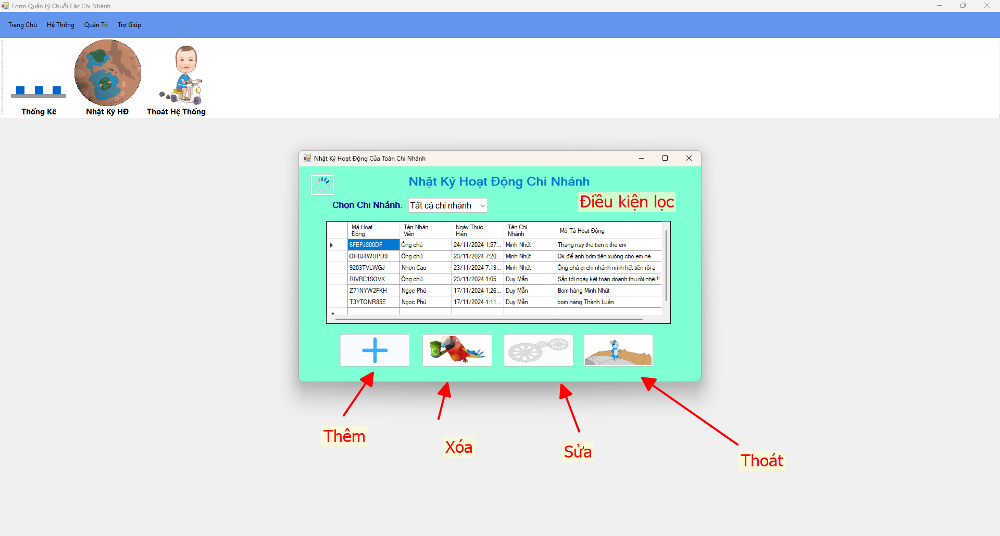 Form Quản Lý Chuỗi Các Chi Nhánh
Trang Chủ Hệ Thống Quản Trị Trợ Giúp
Thống Kê Nhật Ký HĐ Thoát Hệ Thống
Nhật Ký Hoạt Động Của Toàn Chi Nhánh
Nhật Ký Hoạt Động Chi Nhánh
Chọn Chi Nhánh: Tất cả chi nhánh Điều kiện lọc
Mã Hoạt Động Tên Nhân Viên Ngày Thực Hiện Tên Chi Nhánh Mô Tả Hoạt Động
6FEPJ800DF Ông chủ 24/11/2024 1:57... Minh Nhứt Thang nay thu tien it the em
OH8J4WUPD9 Ông chủ 23/11/2024 7:20... Minh Nhứt Ok để anh bơm tiền xuống cho em nè
9203TVLWGJ Nhơn Cao 23/11/2024 7:19... Minh Nhứt Ông chủ ơi chi nhánh mình hết tiền rồi ạ
RIVRC1SOVK Ông chủ 23/11/2024 1:05... Duy Mẫn Sắp tới ngày kết toán doanh thu rồi nhé!!!
Z71NYW2FKH Ngọc Phú 17/11/2024 1:26... Duy Mẫn Bom hàng Minh Nhứt
T3YTONR85E Ngọc Phú 17/11/2024 1:11... Duy Mẫn bom hàng Thành Luân
Thêm
Xóa
Sửa
Thoát